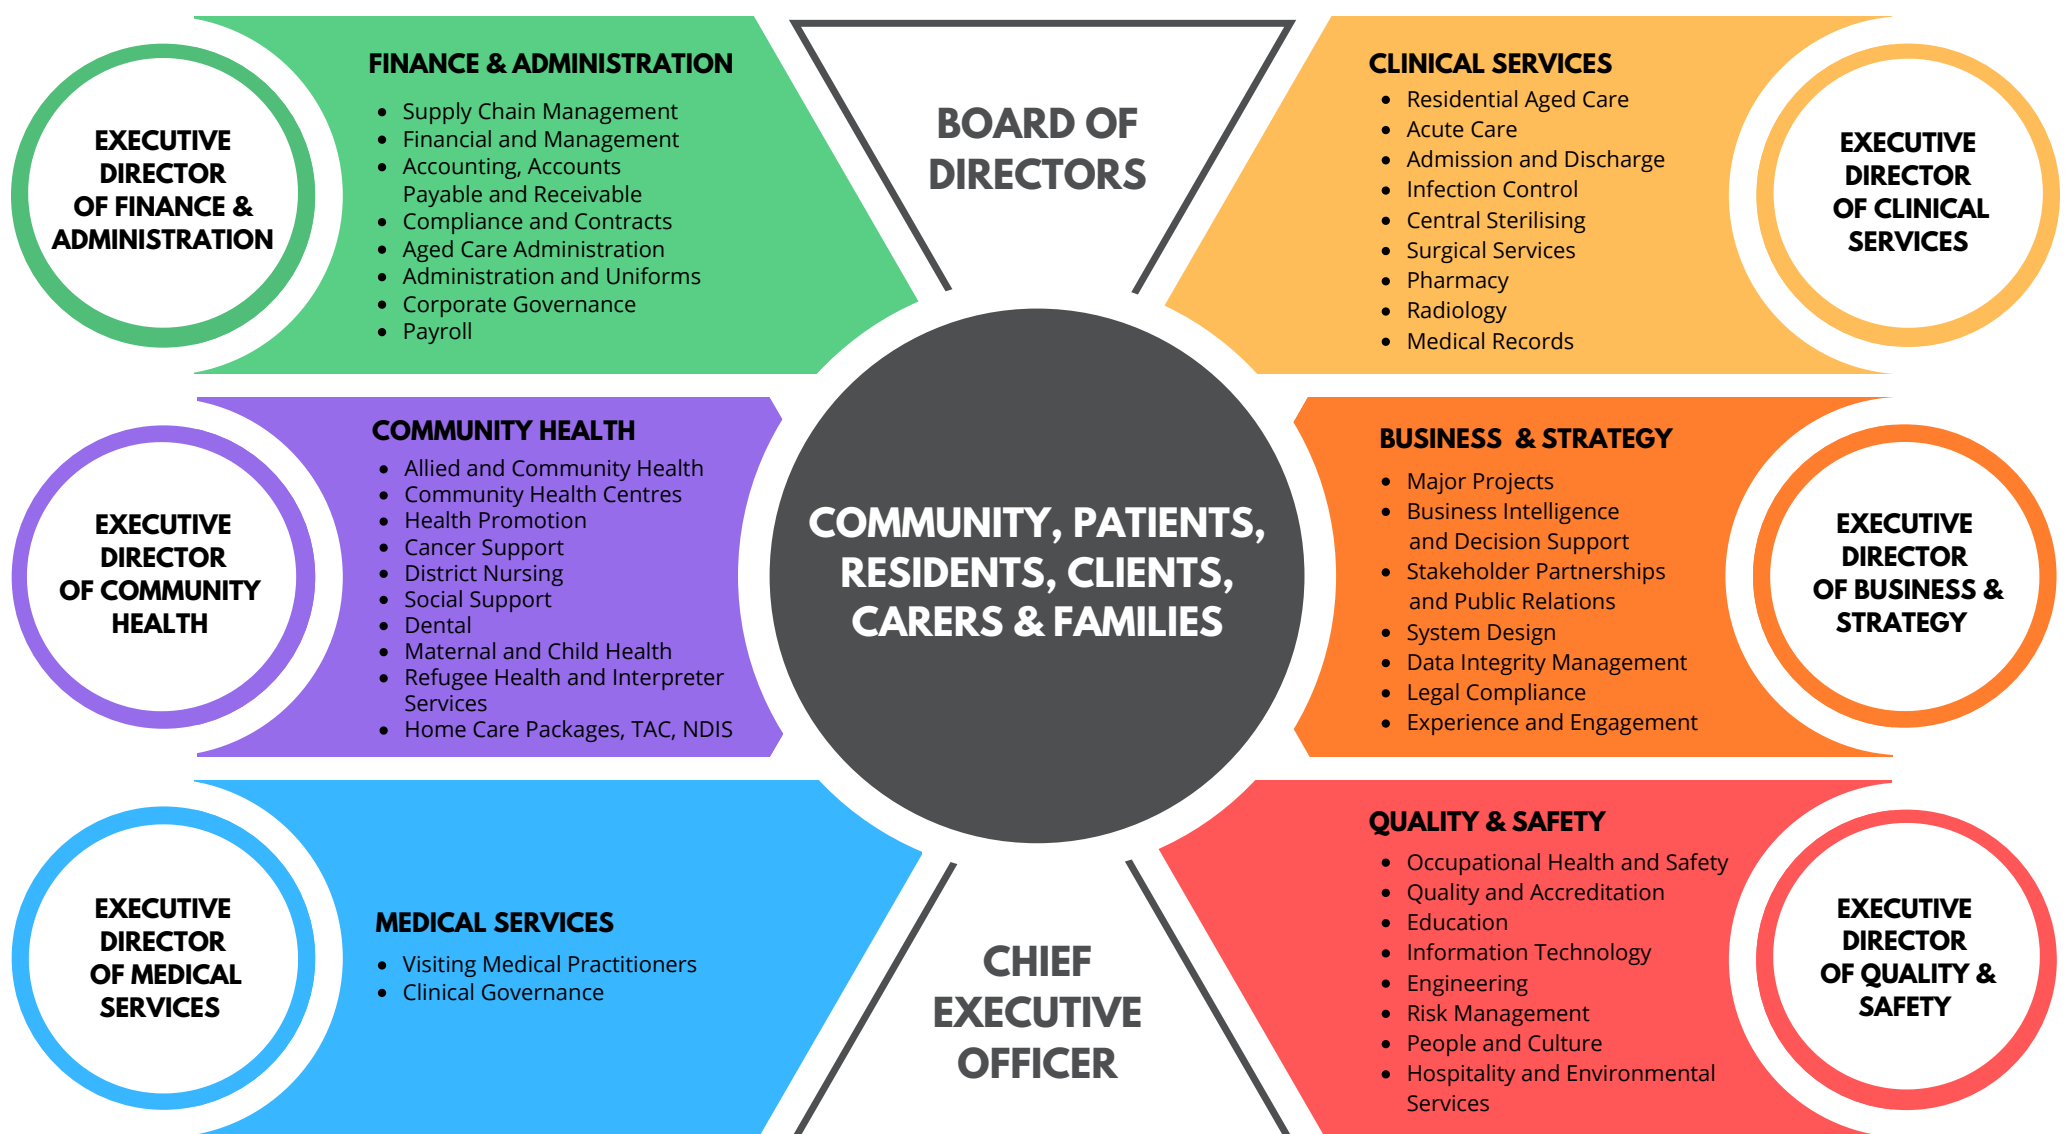 EXECUTIVE
DIRECTOR
OF FINANCE &
ADMINISTRATION
FINANCE & ADMINISTRATION
• Supply Chain Management
• Financial and Management
• Accounting, Accounts
Payable and Receivable
• Compliance and Contracts
• Aged Care Administration
• Administration and Uniforms
• Corporate Governance
• Payroll
BOARD OF
DIRECTORS
CLINICAL SERVICES
• Residential Aged Care
• Acute Care
• Admission and Discharge
• Infection Control
• Central Sterilising
• Surgical Services
• Pharmacy
• Radiology
• Medical Records
EXECUTIVE
DIRECTOR
OF CLINICAL
SERVICES
EXECUTIVE
DIRECTOR
OF COMMUNITY
HEALTH
COMMUNITY HEALTH
• Allied and Community Health
• Community Health Centres
• Health Promotion
• Cancer Support
• District Nursing
• Social Support
• Dental
• Maternal and Child Health
• Refugee Health and Interpreter
Services
• Home Care Packages, TAC, NDIS
COMMUNITY, PATIENTS,
RESIDENTS, CLIENTS,
CARERS & FAMILIES
BUSINESS & STRATEGY
• Major Projects
• Business Intelligence
and Decision Support
• Stakeholder Partnerships
and Public Relations
• System Design
• Data Integrity Management
• Legal Compliance
• Experience and Engagement
EXECUTIVE
DIRECTOR
OF BUSINESS &
STRATEGY
EXECUTIVE
DIRECTOR
OF MEDICAL
SERVICES
MEDICAL SERVICES
• Visiting Medical Practitioners
• Clinical Governance
CHIEF
EXECUTIVE
OFFICER
QUALITY & SAFETY
• Occupational Health and Safety
• Quality and Accreditation
• Education
• Information Technology
• Engineering
• Risk Management
• People and Culture
• Hospitality and Environmental
Services
EXECUTIVE
DIRECTOR
OF QUALITY &
SAFETY